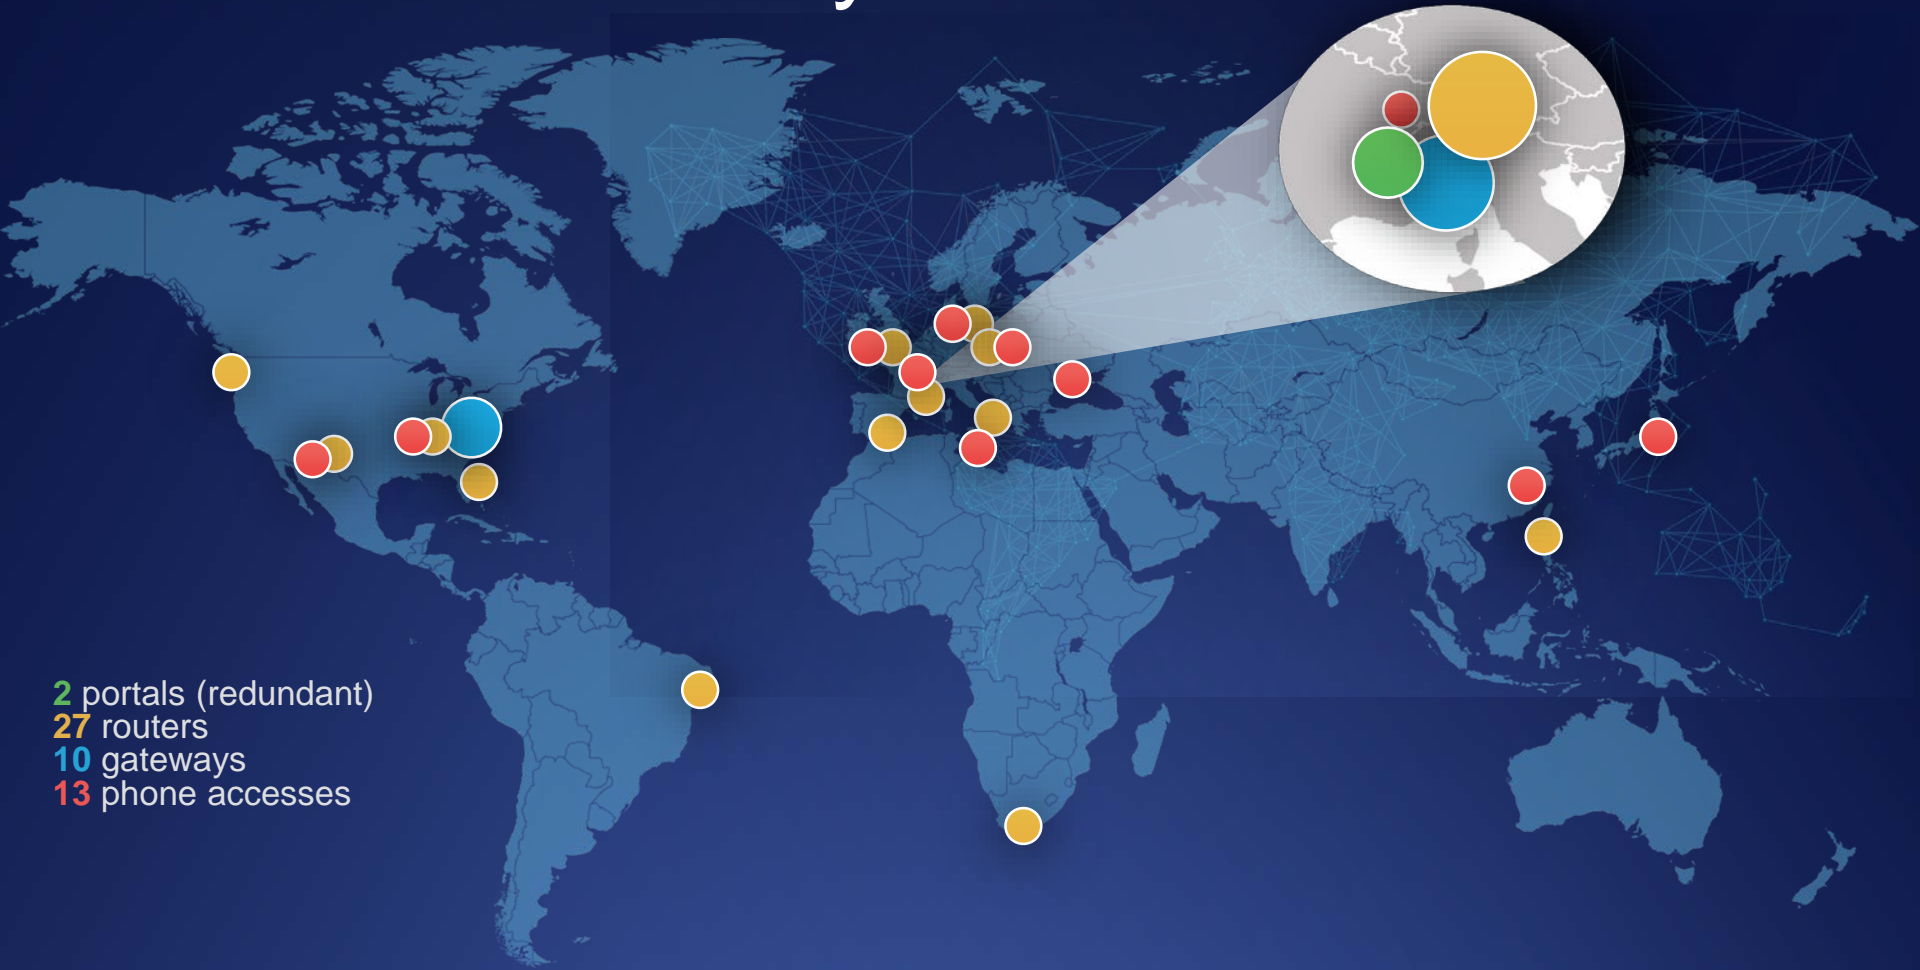 2 portals (redundant)
27 routers
10 gateways
13 phone accesses